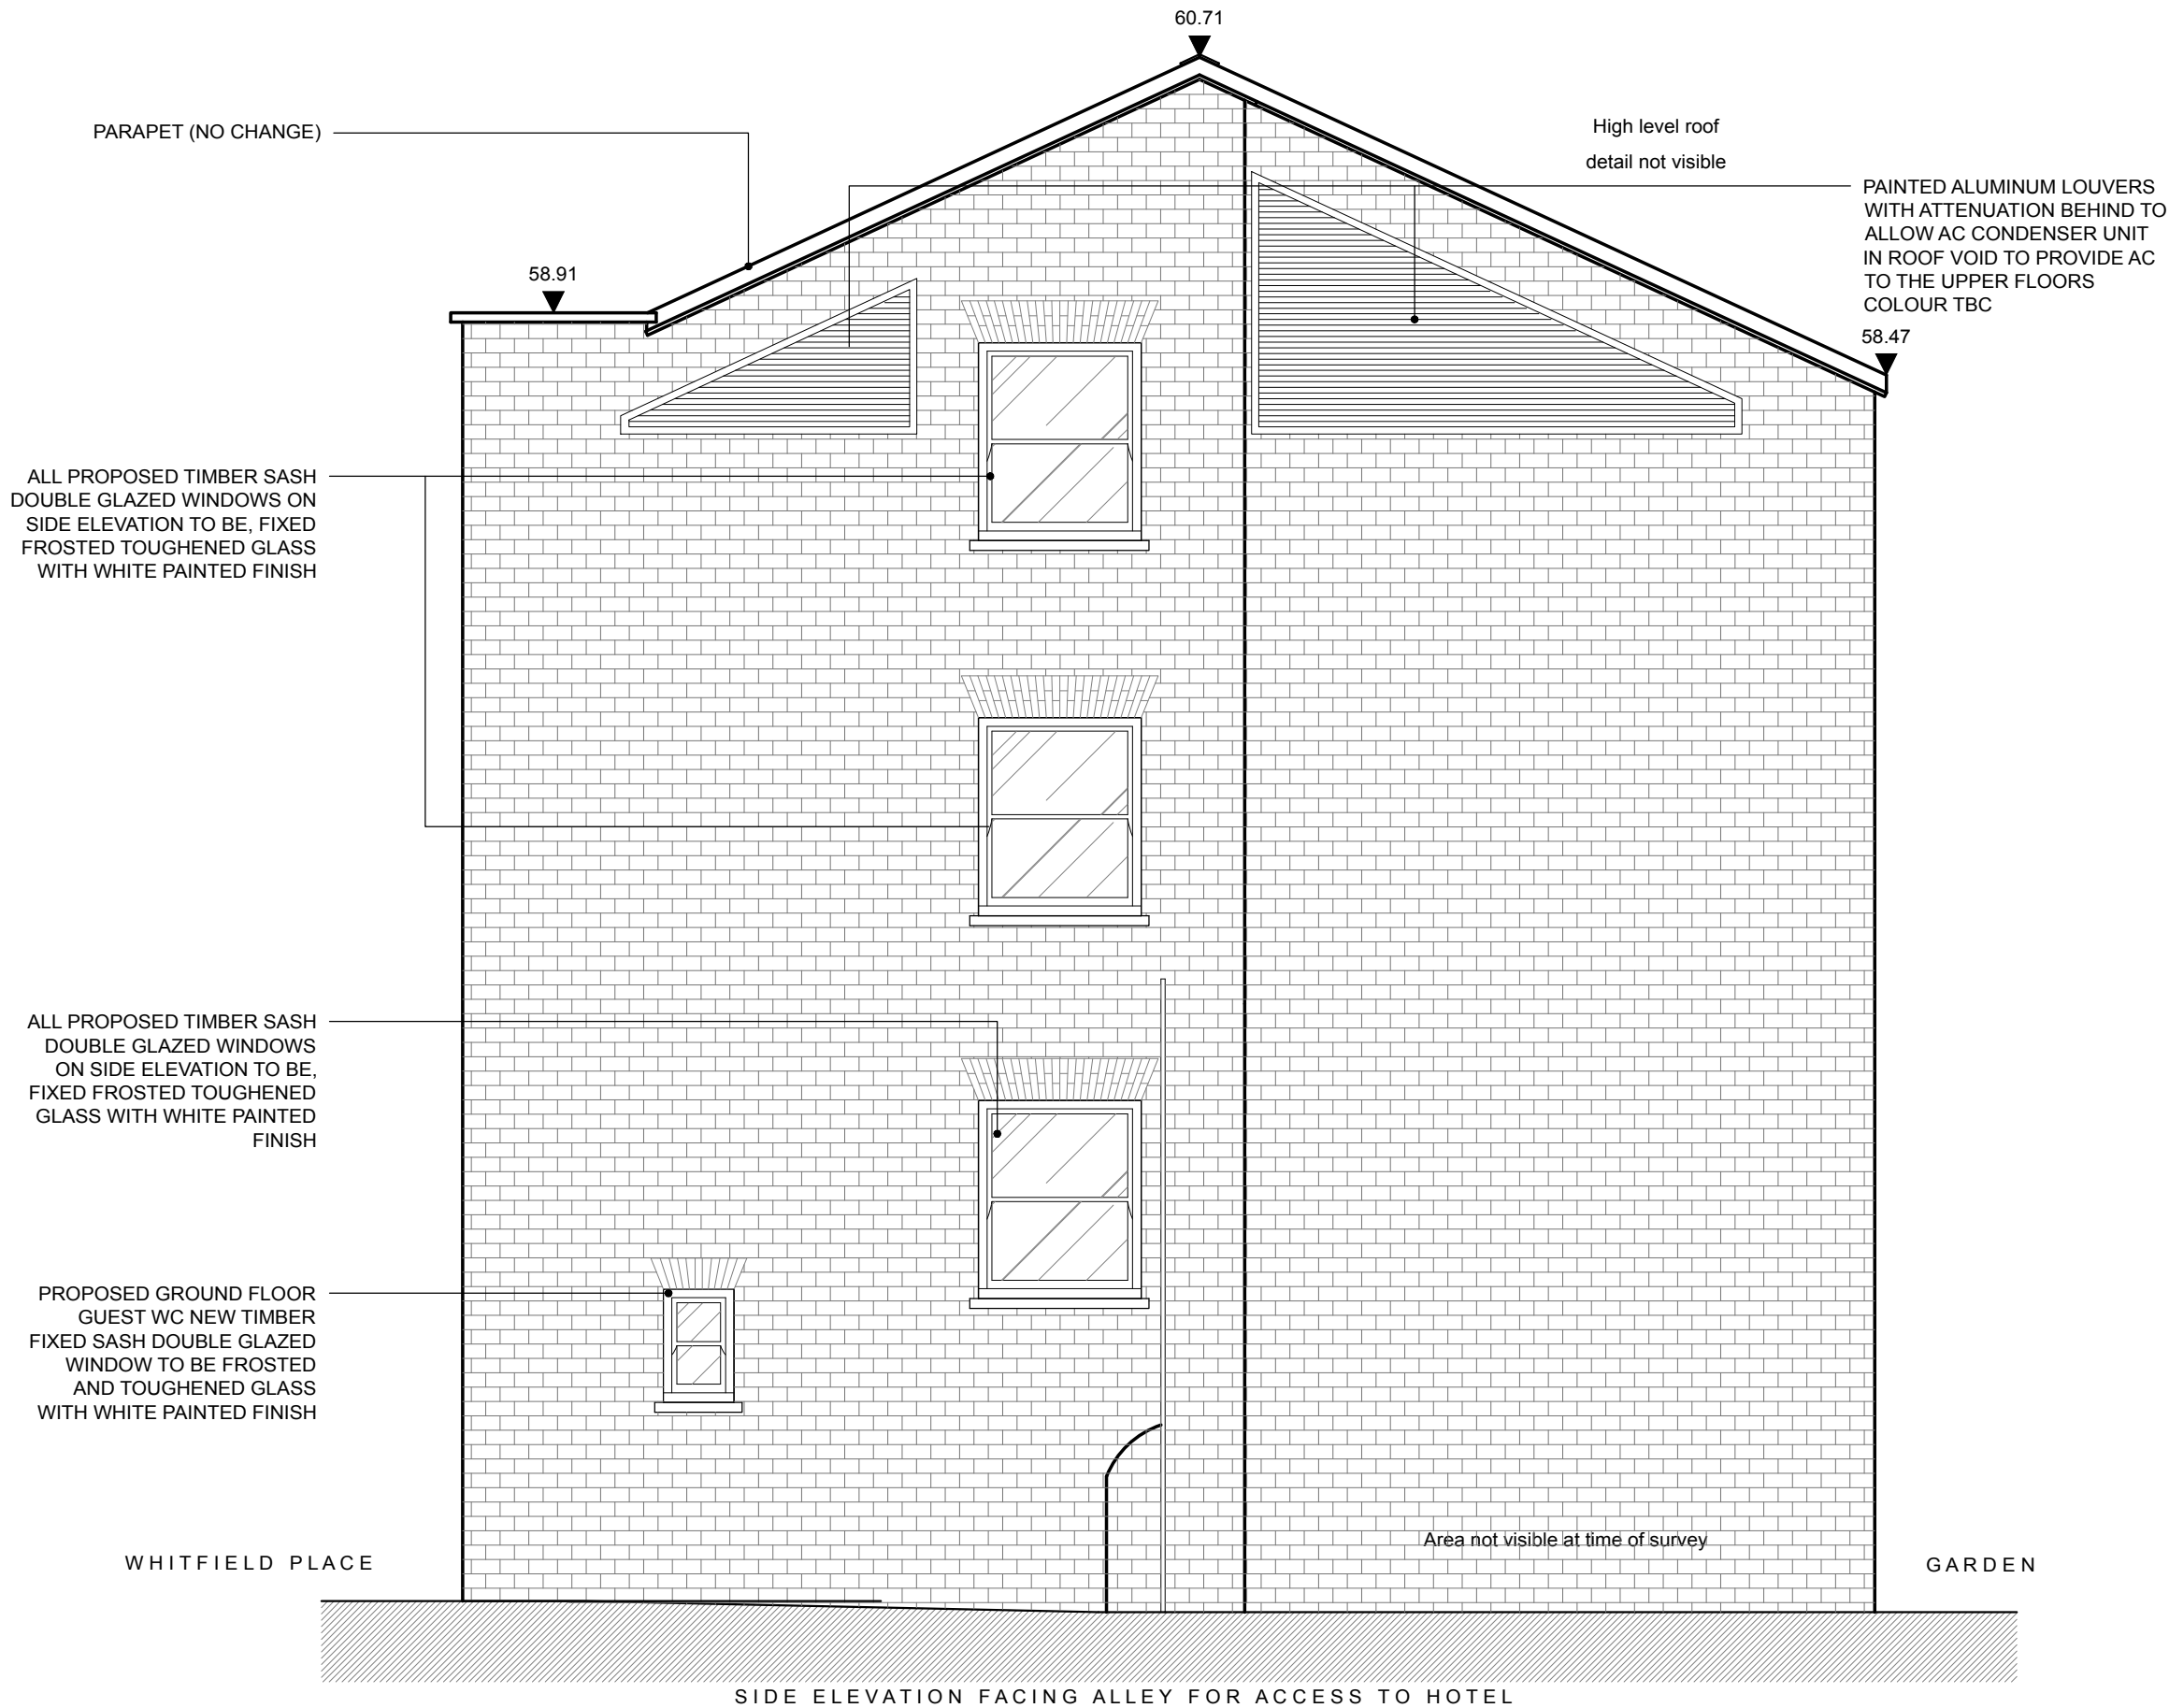 60.71
PARAPET (NO CHANGE)
High level roof
detail not visible
PAINTED ALUMINUM LOUVERS
WITH ATTENUATION BEHIND TO
ALLOW AC CONDENSER UNIT
IN ROOF VOID TO PROVIDE AC
TO THE UPPER FLOORS
COLOUR TBC
58.91
58.47
ALL PROPOSED TIMBER SASH
DOUBLE GLAZED WINDOWS ON
SIDE ELEVATION TO BE, FIXED
FROSTED TOUGHENED GLASS
WITH WHITE PAINTED FINISH
ALL PROPOSED TIMBER SASH
DOUBLE GLAZED WINDOWS
ON SIDE ELEVATION TO BE,
FIXED FROSTED TOUGHENED
GLASS WITH WHITE PAINTED
FINISH
PROPOSED GROUND FLOOR
GUEST WC NEW TIMBER
FIXED SASH DOUBLE GLAZED
WINDOW TO BE FROSTED
AND TOUGHENED GLASS
WITH WHITE PAINTED FINISH
Area not visible at time of survey
WHITFIELD PLACE
GARDEN
SIDE ELEVATION FACING ALLEY FOR ACCESS TO HOTEL